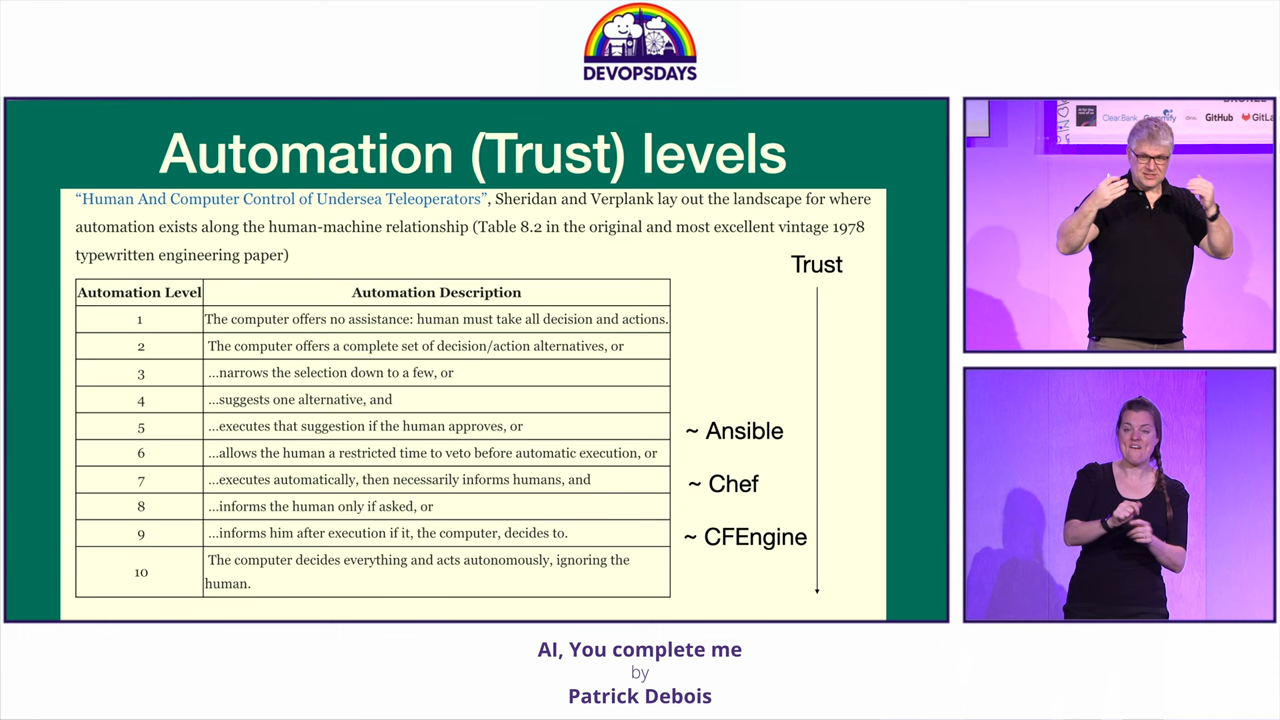 DEVOPSDAYS
Automation (Trust) levels
“Human And Computer Control of Undersea Teleoperators”, Sheridan and Verplank lay out the landscape for where
automation exists along the human-machine relationship (Table 8.2 in the original and most excellent vintage 1978
typewritten engineering paper)
Trust
Automation Level Automation Description
1 The computer offers no assistance: human must take all decision and actions.
2 The computer offers a complete set of decision/action alternatives, or
3 ...narrows the selection down to a few, or
4 ...suggests one alternative, and
5 ...executes that suggestion if the human approves, or
~ Ansible
6 ...allows the human a restricted time to veto before automatic execution, or
7 ...executes automatically, then necessarily informs humans, and
~ Chef
8 ...informs the human only if asked, or
9 ...informs him after execution if it, the computer, decides to.
~ CFEngine
10 The computer decides everything and acts autonomously, ignoring the
human.
Clear.Bank GitHub
AI, You complete me
by
Patrick Debois